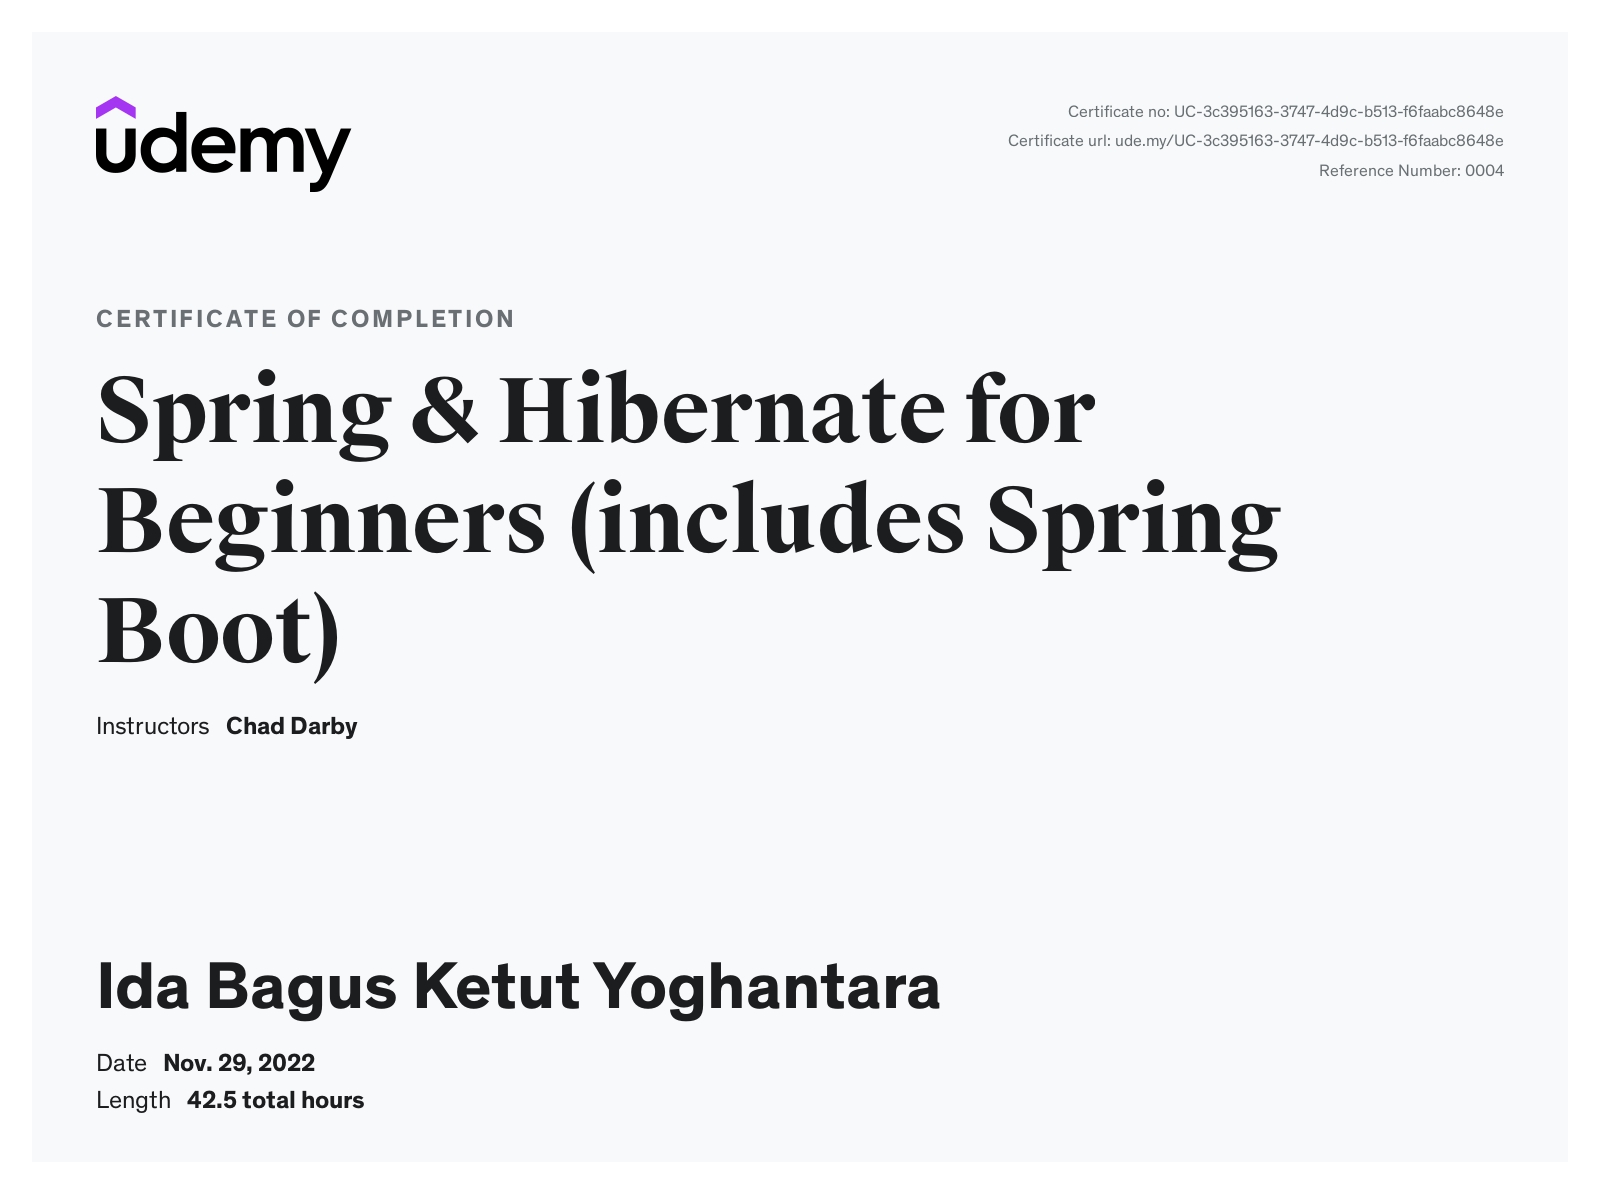 udemy
Certificate no: UC-3c395163-3747-4d9c-b513-f6faabc8648e
Certificate url: ude.my/UC-3c395163-3747-4d9c-b513-f6faabc8648e
Reference Number: 0004
CERTIFICATE OF COMPLETION
Spring & Hibernate for
Beginners (includes Spring
Boot)
Instructors Chad Darby
Ida Bagus Ketut Yoghantara
Date Nov. 29, 2022
Length 42.5 total hours